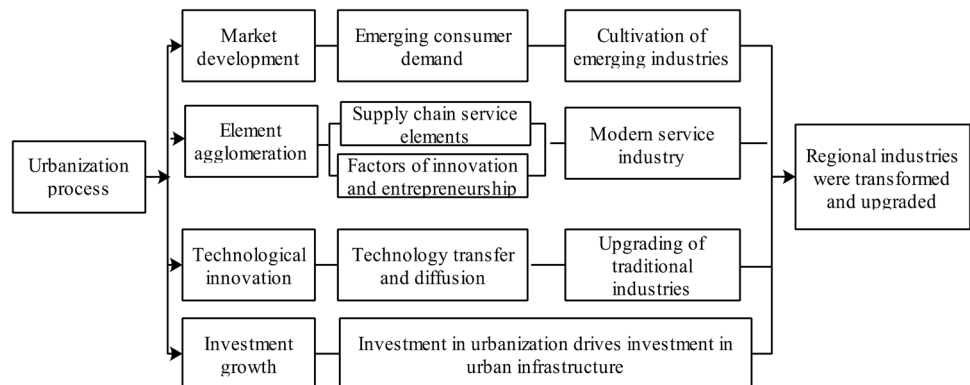 Urbanization
process
Market
development
Emerging consumer
demand
Cultivation of
emerging industries
Element
agglomeration
Supply chain service
elements
Factors of innovation
and entrepreneurship
Modern service
industry
Technological
innovation
Technology transfer
and diffusion
Upgrading of
traditional
industries
Investment
growth
Investment in urbanization drives investment in
urban infrastructure
Regional industries
were transformed
and upgraded